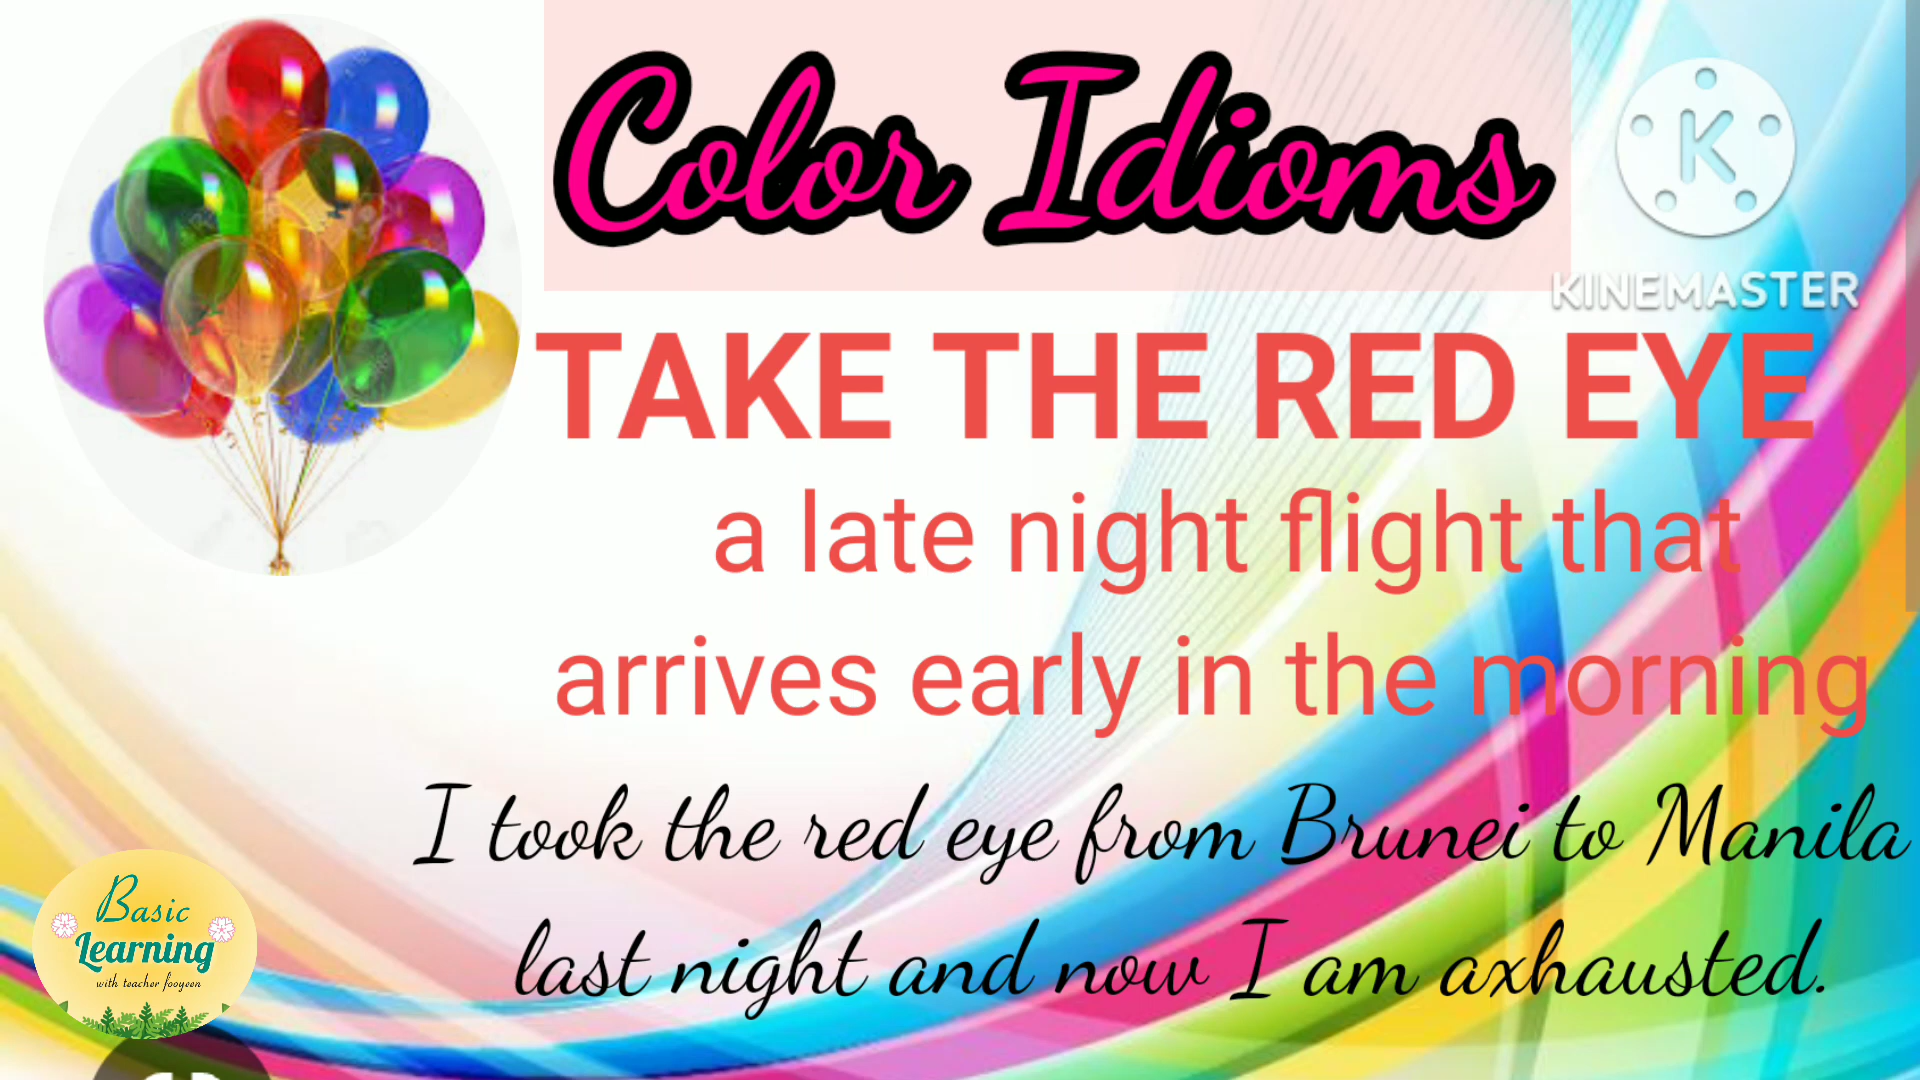 Color Idioms
K
KINEMASTER
TAKE THE RED EYE
a late night flight that
arrives early in the morning
I took the red eye from Brunei to Manila
last night and now I am axhausted.
Basic
Learning
with teacher fooyeen